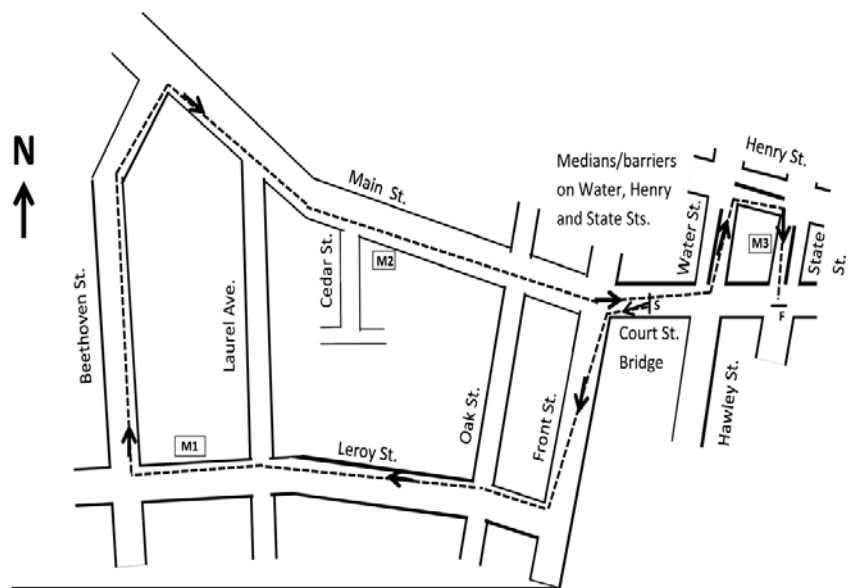 N
Main St.
Medians/barriers
on Water, Henry
and State Sts.
Henry St.
Water St.
M3
State
St.
Beethoven St.
Laurel Ave.
Cedar St.
M2
S
F
Court St.
Bridge
Hawley St.
M1
Leroy St.
Oak St.
Front St.